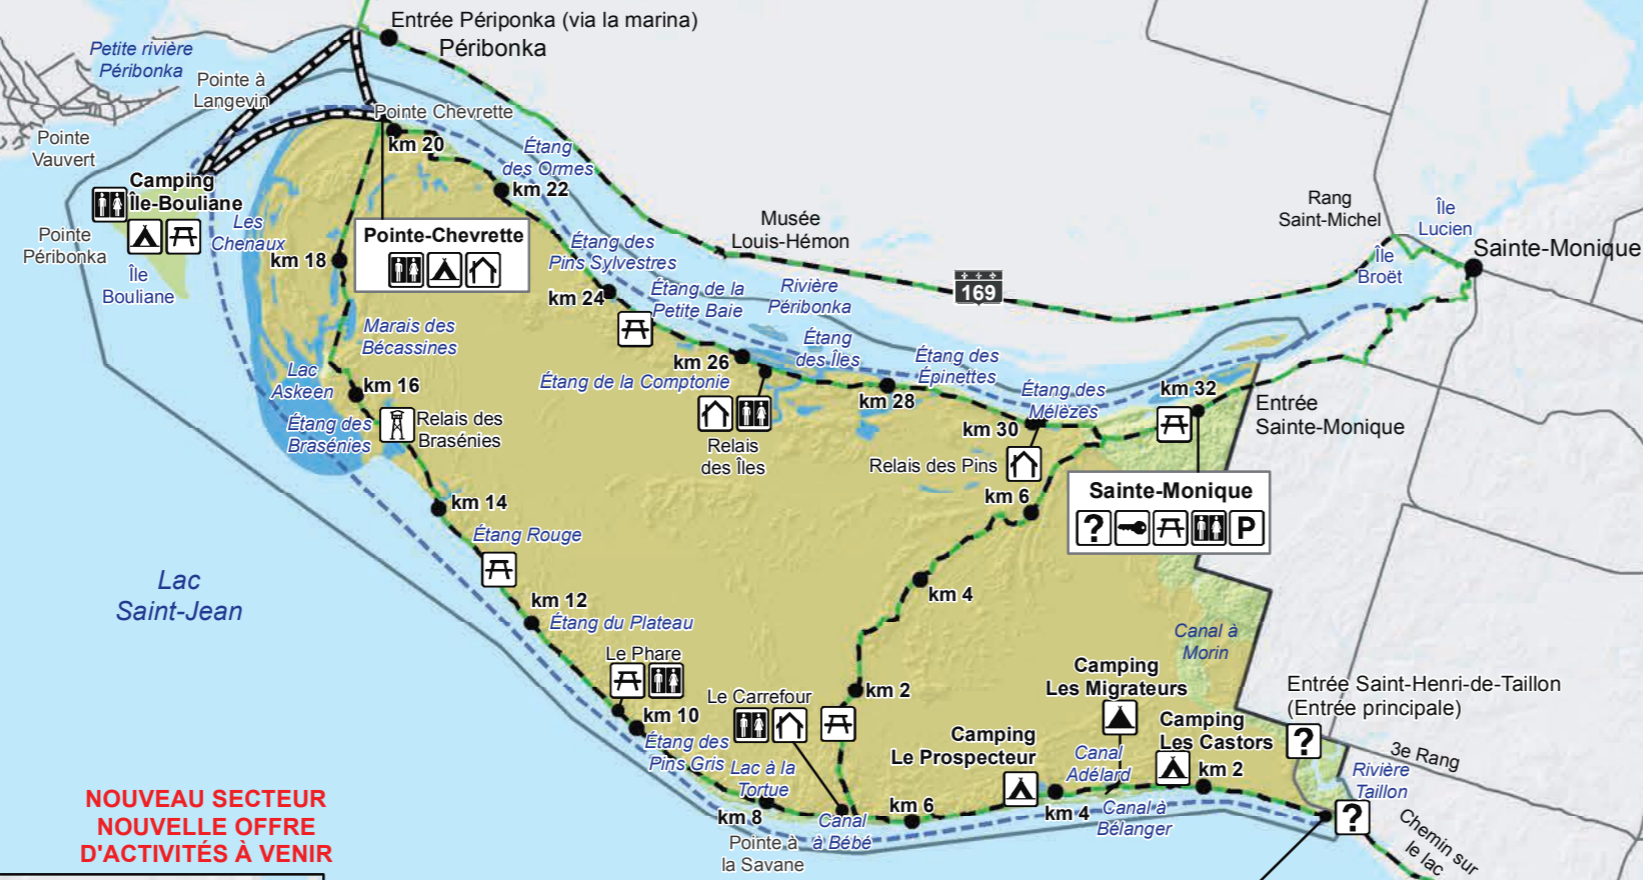 Entrée Périponka (via la marina)
Péribonka
Petite rivière
Péribonka
Pointe à
Langevin
Pointe Chevrette
Pointe
Vauvert
km 20
Étang
des Ormes
km 22
Camping
Île-Bouliane
Les
Chenaux
Pointe
Péribonka
Île
Bouliane
km 18
Pointe-Chevrette
Étang des
Pins Sylvestres
km 24
Étang de la
Petite Baie
Musée
Louis-Hémon
Rivière
Péribonka
169
Rang
Saint-Michel
Île
Lucien
Île
Broët
Sainte-Monique
Marais des
Bécassines
Lac
Askeen
km 16
Étang des
Brasénies
Relais des
Brasénies
km 26
Étang de la Comptonie
Étang
des Îles
Étang des
Épinettes
km 28
Relais
des Îles
Étang des
Mélèzes
km 30
Relais des Pins
km 32
Entrée
Sainte-Monique
km 6
Sainte-Monique
? P
km 14
Étang Rouge
km 4
Lac
Saint-Jean
km 12
Étang du Plateau
Le Phare
km 10
Étang des
Pins Gris
Le Carrefour
km 2
Lac à la
Tortue
km 8
Pointe à
la Savane
Canal
à Bébé
km 6
Camping
Le Prospecteur
Camping
Les Migrateurs
Canal
Adélard
km 4
Canal à
Bélanger
Camping
Les Castors
km 2
Canal à
Morin
Entrée Saint-Henri-de-Taillon
(Entrée principale)
?
3e Rang
Rivière
Taillon
?
Chemin sur
le lac
NOUVEAU SECTEUR
NOUVELLE OFFRE
D'ACTIVITÉS À VENIR